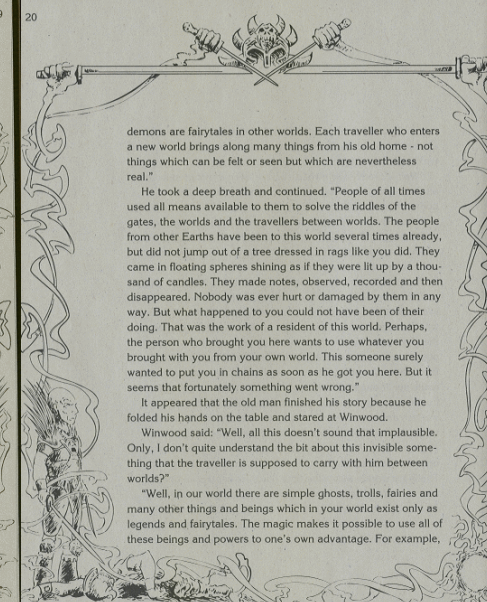 20
demons are fairytales in other worlds. Each traveller who enters
a new world brings along many things from his old home - not
things which can be felt or seen but which are nevertheless
real."
He took a deep breath and continued. "People of all times
used all means available to them to solve the riddles of the
gates, the worlds and the travellers between worlds. The people
from other Earths have been to this world several times already,
but did not jump out of a tree dressed in rags like you did. They
came in floating spheres shining as if they were lit up by a thou-
sand of candles. They made notes, observed, recorded and then
disappeared. Nobody was ever hurt or damaged by them in any
way. But what happened to you could not have been of their
doing. That was the work of a resident of this world. Perhaps,
the person who brought you here wants to use whatever you
brought with you from your own world. This someone surely
wanted to put you in chains as soon as he got you here. But it
seems that fortunately something went wrong."
It appeared that the old man finished his story because he
folded his hands on the table and stared at Winwood.
Winwood said: "Well, all this doesn't sound that implausible.
Only, I don't quite understand the bit about this invisible some-
thing that the traveller is supposed to carry with him between
worlds?"
"Well, in our world there are simple ghosts, trolls, fairies and
many other things and beings which in your world exist only as
legends and fairytales. The magic makes it possible to use all of
these beings and powers to one's own advantage. For example,